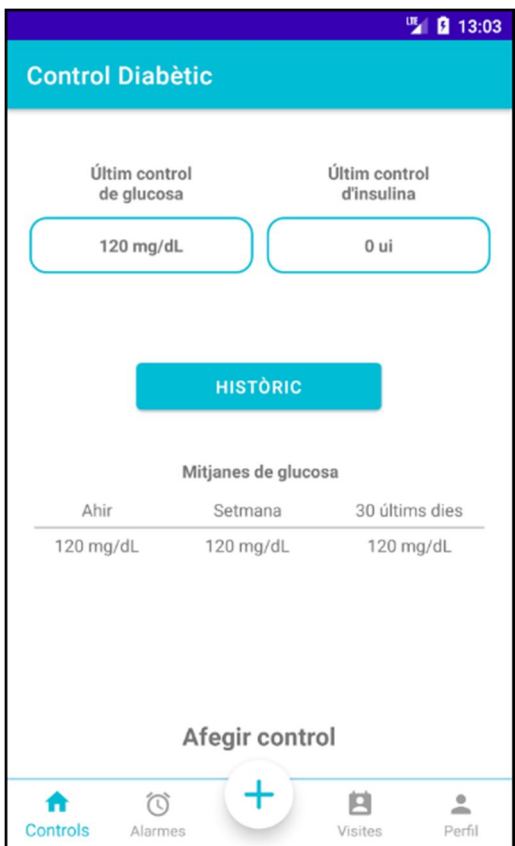 LTE 13:03
Control Diabètic
Últim control
de glucosa
Últim control
d'insulina
120 mg/dL
0 ui
HISTÒRIC
Mitjanes de glucosa
Ahir Setmana 30 últims dies
120 mg/dL 120 mg/dL 120 mg/dL
Afegir control
Controls Alarmes Visites Perfil